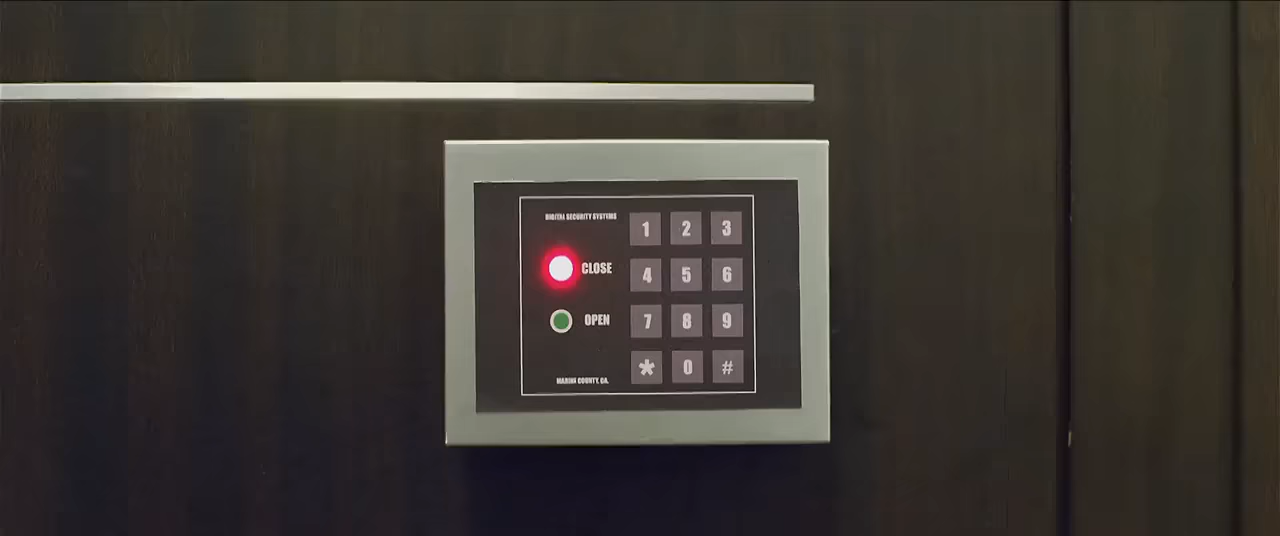 DIGITAL SECURITY SYSTEMS
1 2 3
CLOSE
4 5 6
OPEN
7 8 9
* 0 #
MARIN COUNTY, CA.